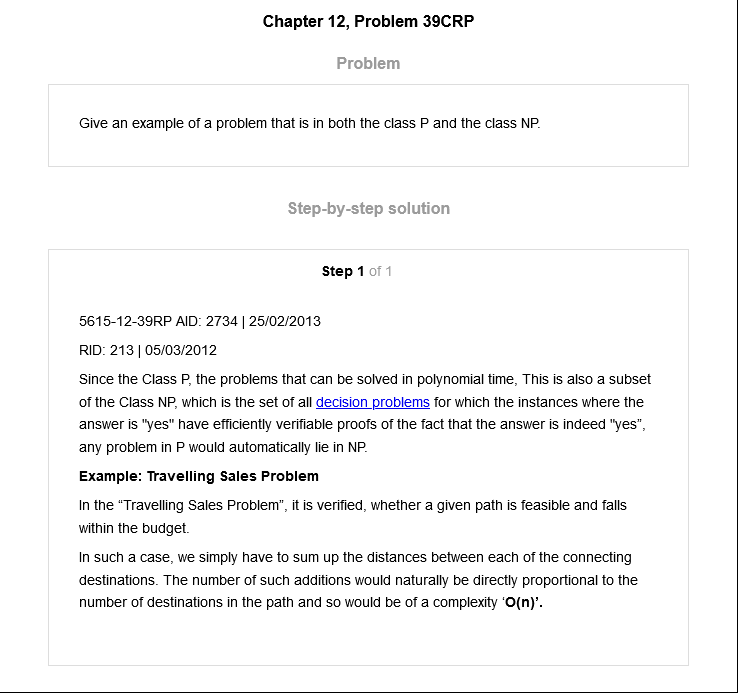 Chapter 12, Problem 39CRP
Problem
Give an example of a problem that is in both the class P and the class NP.
Step-by-step solution
Step 1 of 1
5615-12-39RP AID: 2734 | 25/02/2013
RID: 213 | 05/03/2012
Since the Class P, the problems that can be solved in polynomial time, This is also a subset
of the Class NP, which is the set of all decision problems for which the instances where the
answer is "yes" have efficiently verifiable proofs of the fact that the answer is indeed "yes”,
any problem in P would automatically lie in NP.
Example: Travelling Sales Problem
In the “Travelling Sales Problem”, it is verified, whether a given path is feasible and falls
within the budget.
In such a case, we simply have to sum up the distances between each of the connecting
destinations. The number of such additions would naturally be directly proportional to the
number of destinations in the path and so would be of a complexity ‘O(n)’.